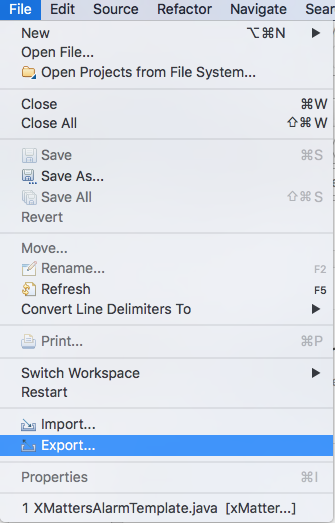 File Edit Source Refactor Navigate Sear
New ⌥⌘N ▶
Open File...
Open Projects from File System...
Close ⌘W
Close All ⇧⌘W
Save ⌘S
Save As...
Save All ⇧⌘S
Revert
Move...
Rename... F2
Refresh F5
Convert Line Delimiters To ▶
Print... ⌘P
Switch Workspace ▶
Restart
Import...
Export...
Properties ⌘I
1 XMattersAlarmTemplate.java [xMatter...]